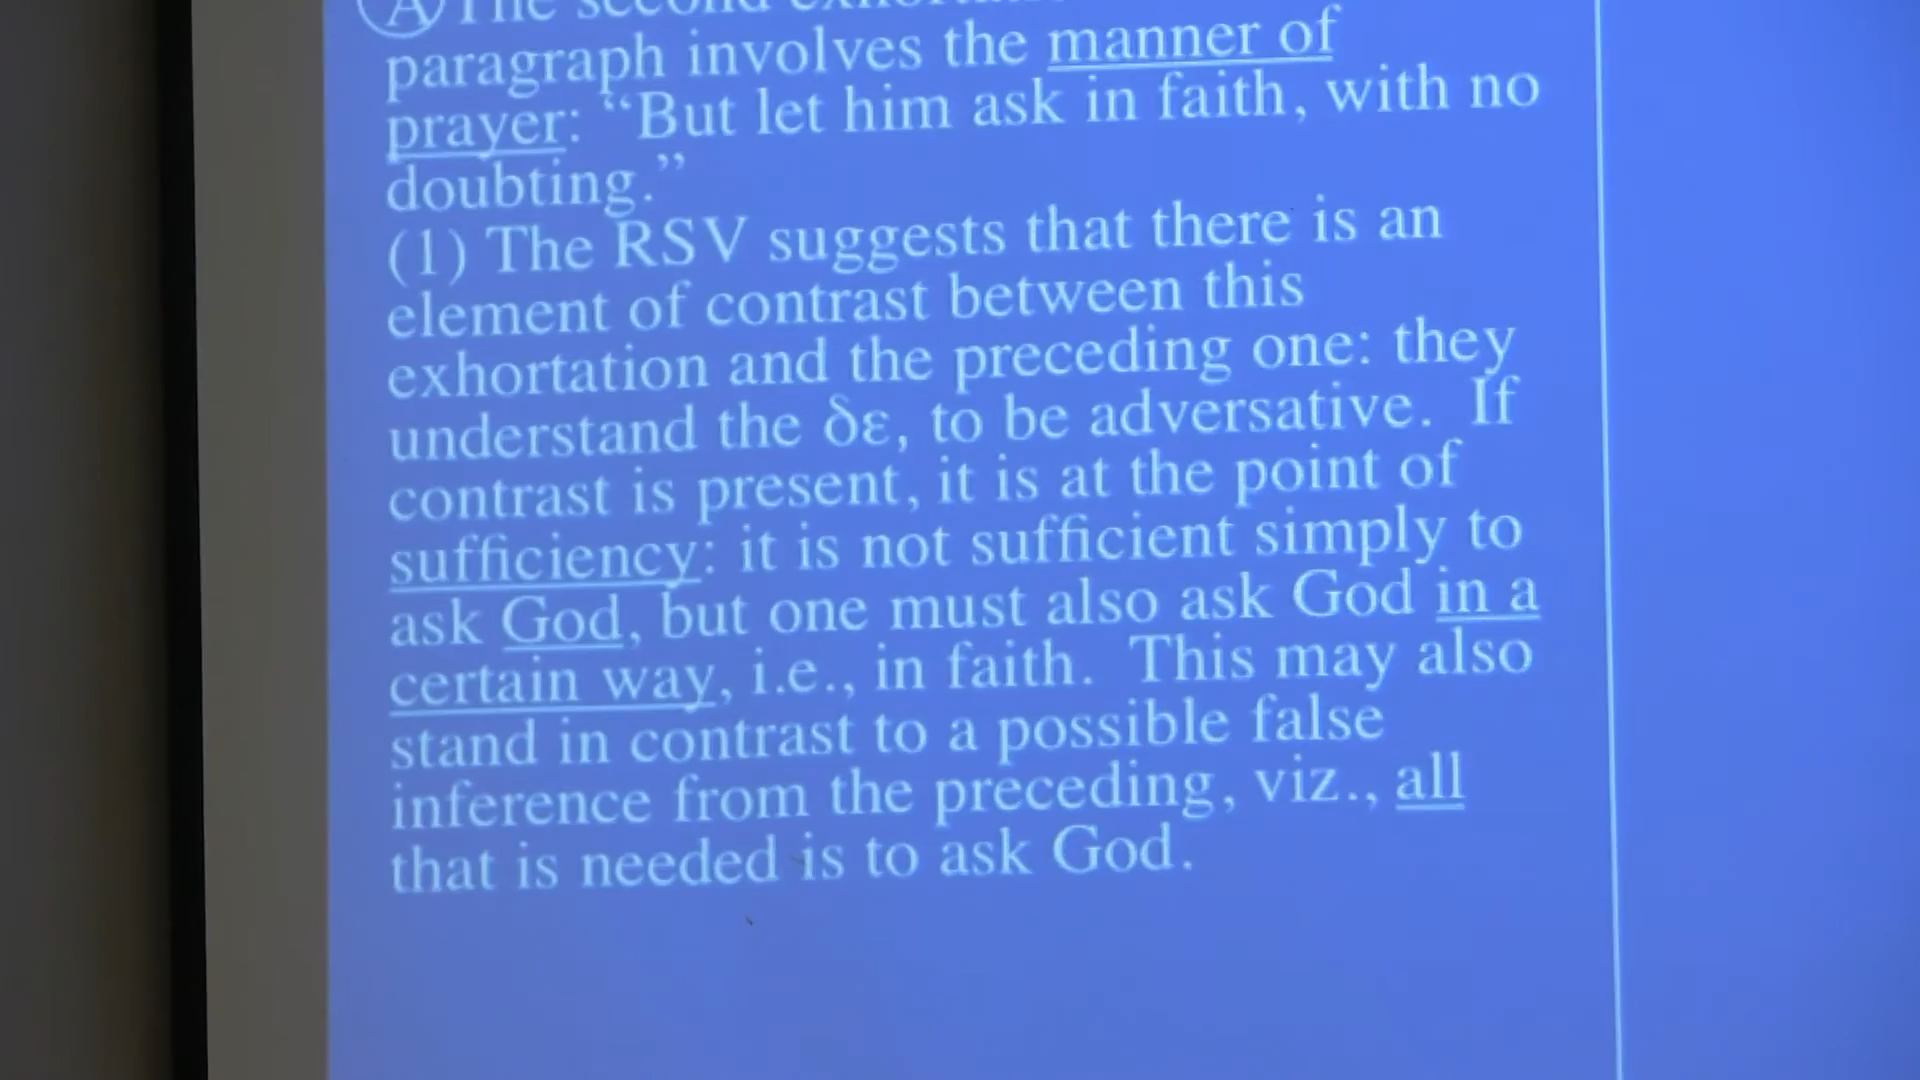 (A) The second
paragraph involves the manner of
prayer: “But let him ask in faith, with no
doubting.”
(1) The RSV suggests that there is an
element of contrast between this
exhortation and the preceding one: they
understand the δε, to be adversative. If
contrast is present, it is at the point of
sufficiency: it is not sufficient simply to
ask God, but one must also ask God in a
certain way, i.e., in faith. This may also
stand in contrast to a possible false
inference from the preceding, viz., all
that is needed is to ask God.